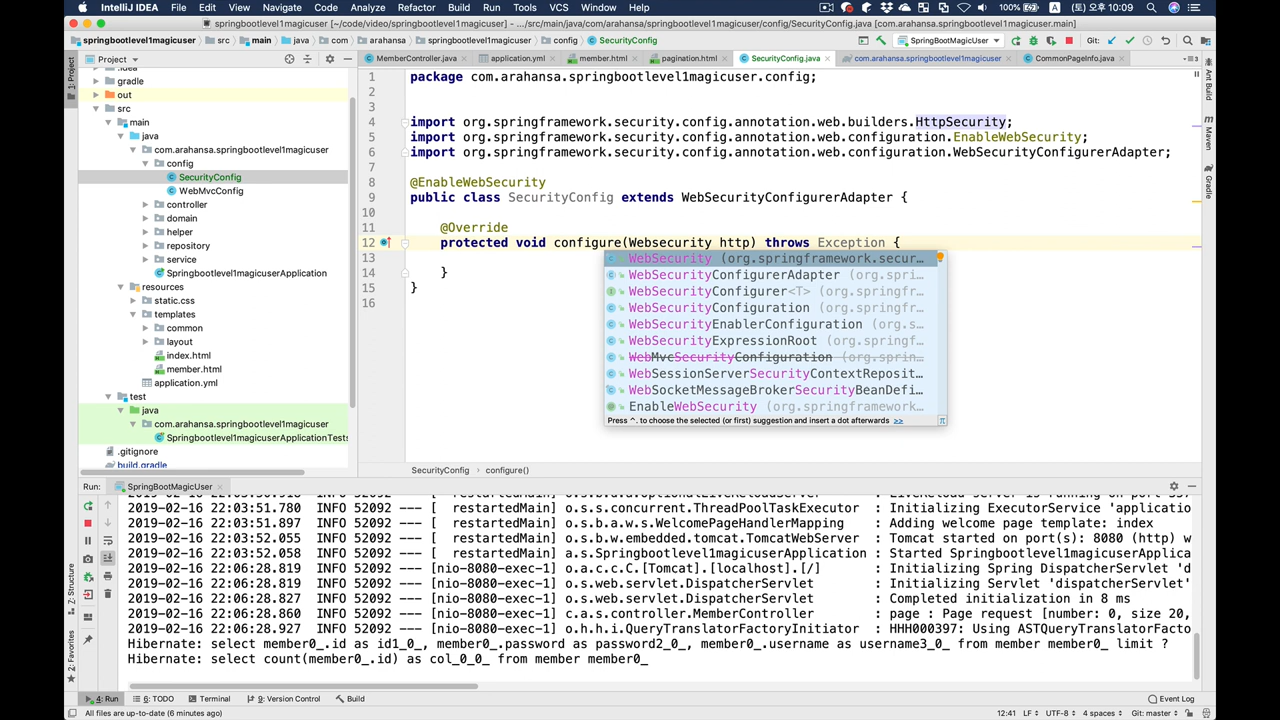 IntelliJ IDEA File Edit View Navigate Code Analyze Refactor Build Run Tools VCS Window Help 100% A 토 오후 10:09
springbootlevel1magicuser [~/code/video/springbootlevel1magicuser] - .../src/main/java/com/arahansa/springbootlevel1magicuser/config/SecurityConfig.java [com.arahansa.springbootlevel1magicuser.main]
springbootlevel1magicuser src main java com arahansa springbootlevel1magicuser config SecurityConfig SpringBootMagicUser Git:
Project MemberController.java application.yml member.html pagination.html SecurityConfig.java com.arahansa.springbootlevel1magicuser CommonPageInfo.java
1: Project
Ant Build
Maven
Gradle
Z: Structure
2: Favorites
.idea
gradle
out
src
main
java
com.arahansa.springbootlevel1magicuser
config
SecurityConfig
WebMvcConfig
controller
domain
helper
repository
service
Springbootlevel1magicuserApplication
resources
static.css
templates
common
layout
index.html
member.html
application.yml
test
java
com.arahansa.springbootlevel1magicuser
Springbootlevel1magicuserApplicationTests
.gitignore
build.gradle
1 package com.arahansa.springbootlevel1magicuser.config;
2
3
4 import org.springframework.security.config.annotation.web.builders.HttpSecurity;
5 import org.springframework.security.config.annotation.web.configuration.EnableWebSecurity;
6 import org.springframework.security.config.annotation.web.configuration.WebSecurityConfigurerAdapter;
7
8 @EnableWebSecurity
9 public class SecurityConfig extends WebSecurityConfigurerAdapter {
10
11 @Override
12 protected void configure(Websecurity http) throws Exception {
13
14 }
15 }
16
WebSecurity (org.springframework.secur...
WebSecurityConfigurerAdapter (org.spri...
WebSecurityConfigurer<T> (org.springfr...
WebSecurityConfiguration (org.springfr...
WebSecurityEnablerConfiguration (org.s...
WebSecurityExpressionRoot (org.springf...
WebMvcSecurityConfiguration (org.sprin...
WebSessionServerSecurityContextReposit...
WebSocketMessageBrokerSecurityBeanDefi...
EnableWebSecurity (org.springframework...
Press ^. to choose the selected (or first) suggestion and insert a dot afterwards >>
SecurityConfig configure()
Run: SpringBootMagicUser
2019-02-16 22:03:51.780 INFO 52092 --- [ restartedMain] o.s.s.concurrent.ThreadPoolTaskExecutor : Initializing ExecutorService 'applicatio
2019-02-16 22:03:51.897 INFO 52092 --- [ restartedMain] o.s.b.a.w.s.WelcomePageHandlerMapping : Adding welcome page template: index
2019-02-16 22:03:52.055 INFO 52092 --- [ restartedMain] o.s.b.w.embedded.tomcat.TomcatWebServer : Tomcat started on port(s): 8080 (http) w
2019-02-16 22:03:52.058 INFO 52092 --- [ restartedMain] a.s.Springbootlevel1magicuserApplication : Started Springbootlevel1magicuserApplica
2019-02-16 22:06:28.819 INFO 52092 --- [nio-8080-exec-1] o.a.c.c.C.[Tomcat].[localhost].[/] : Initializing Spring DispatcherServlet 'd
2019-02-16 22:06:28.819 INFO 52092 --- [nio-8080-exec-1] o.s.web.servlet.DispatcherServlet : Initializing Servlet 'dispatcherServlet'
2019-02-16 22:06:28.827 INFO 52092 --- [nio-8080-exec-1] o.s.web.servlet.DispatcherServlet : Completed initialization in 8 ms
2019-02-16 22:06:28.860 INFO 52092 --- [nio-8080-exec-1] c.a.s.controller.MemberController : page : Page request [number: 0, size 20,
2019-02-16 22:06:28.927 INFO 52092 --- [nio-8080-exec-1] o.h.h.i.QueryTranslatorFactoryInitiator : HHH000397: Using ASTQueryTranslatorFacto
Hibernate: select member0_.id as id1_0_, member0_.password as password2_0_, member0_.username as username3_0_ from member member0_ limit ?
Hibernate: select count(member0_.id) as col_0_0_ from member member0_
4: Run 6: TODO Terminal 9: Version Control Build Event Log
All files are up-to-date (6 minutes ago) 12:41 LF UTF-8 4 spaces Git: master